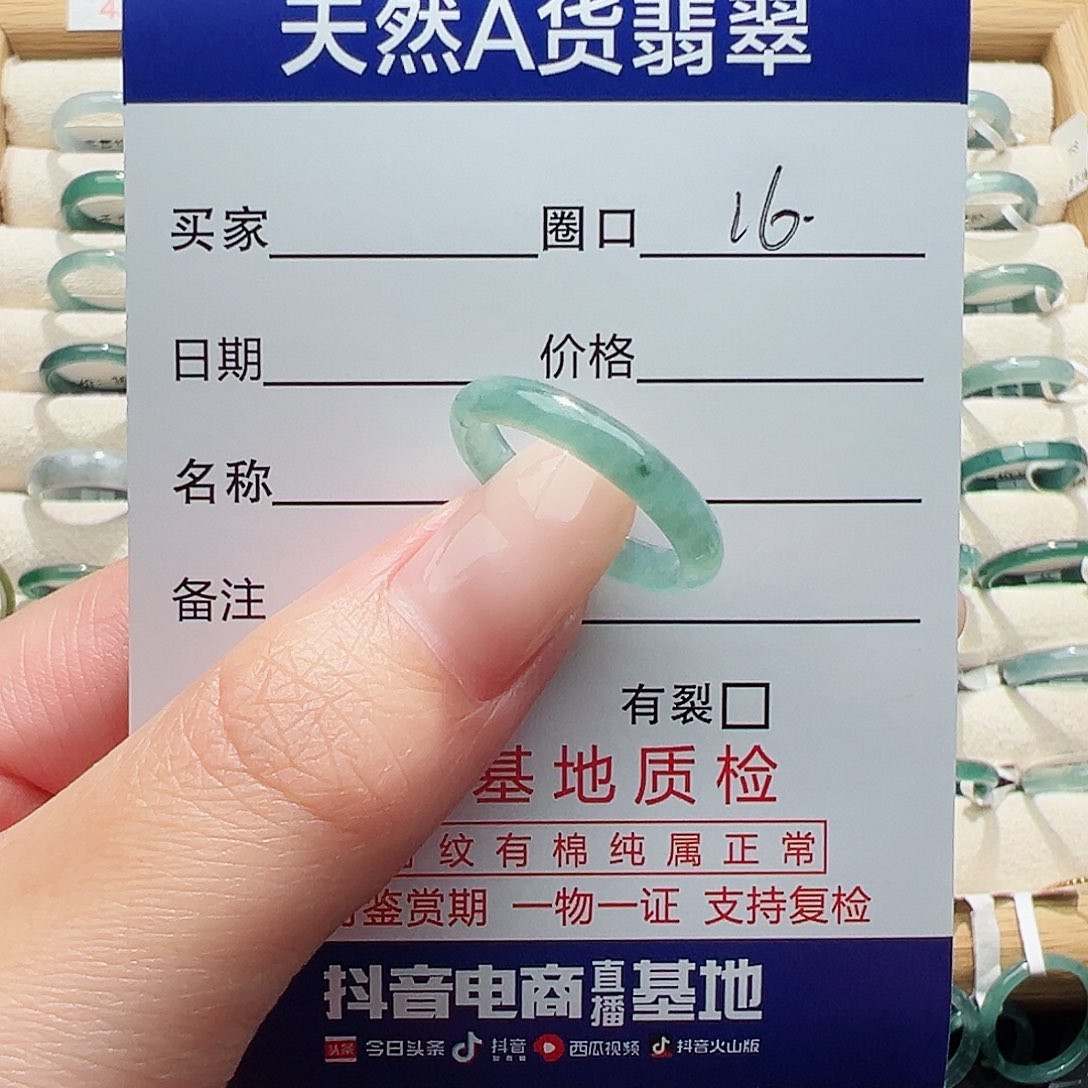 天然A货翡翠
买家 圈口 16.
日期 价格
名称
备注
有裂
基地质检
纹有棉纯属正常
鉴赏期 一物一证 支持复检
抖音电商直播基地
头条 今日头条 抖音 西瓜视频 抖音火山版